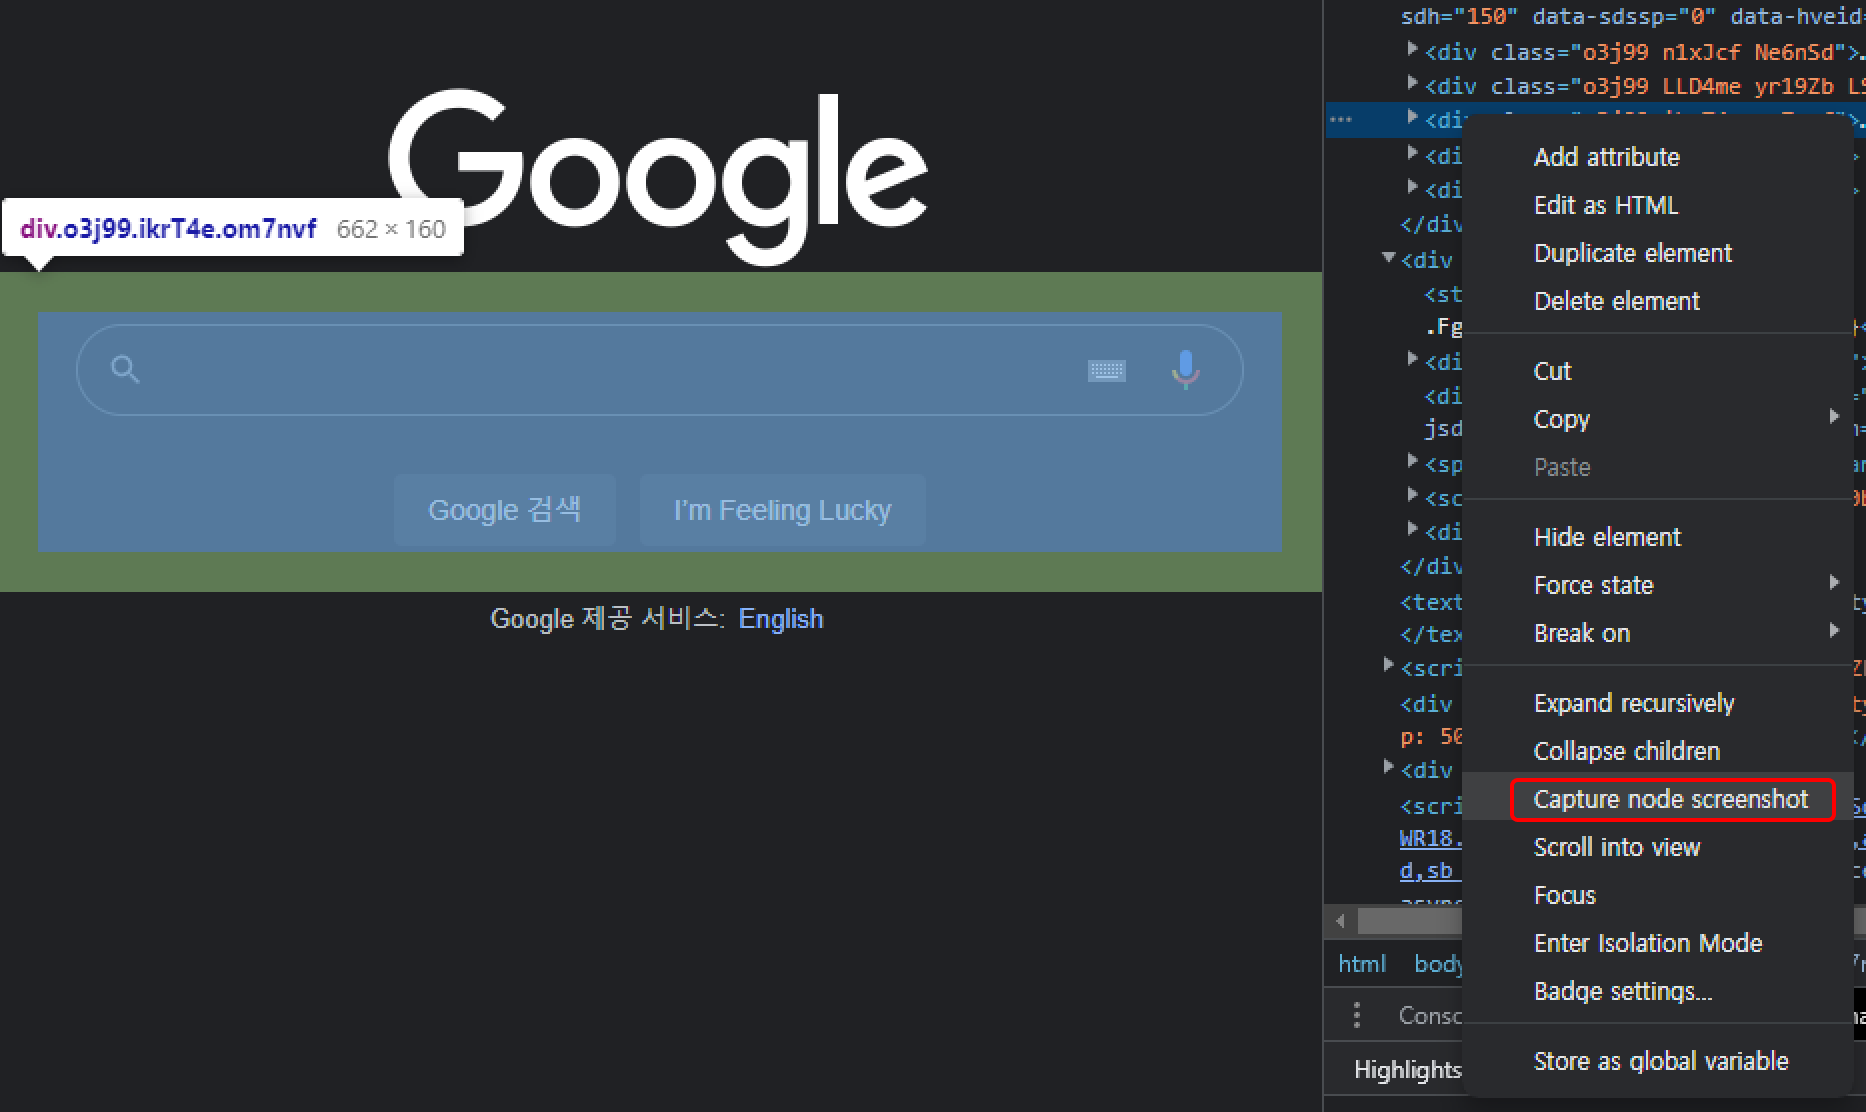 Google
div.o3j99.ikrT4e.om7nvf 662 × 160
Google 검색
I'm Feeling Lucky
Google 제공 서비스: English
sdh="150" data-sdssp="0" data-hveid=
<div class="o3j99 n1xJcf Ne6nSd">
<div class="o3j99 LLD4me yr19Zb LS
<di
<di
<di
</div
<div
<st
.Fg
<di
<di
jsd
<sp
<sc
<di
</div
<text
</tex
<scri
<div
p: 50
<div
<scri
WR18.
d,sb
html body
Consc
Highlights
Add attribute
Edit as HTML
Duplicate element
Delete element
Cut
Copy
Paste
Hide element
Force state
Break on
Expand recursively
Collapse children
Capture node screenshot
Scroll into view
Focus
Enter Isolation Mode
Badge settings...
Store as global variable